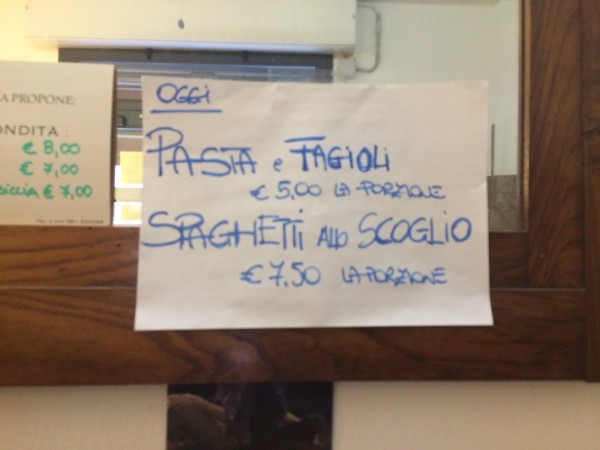 A PROPONE:
ONDITA
€ 8,00
€ 7,00
siccia € 7,00
OGGi
PASTA e FAGIOLI
€ 5,00 LA PORZIONE
SPAGHETTI ALLO SCOGLIO
€ 7.50 LA PORZIONE